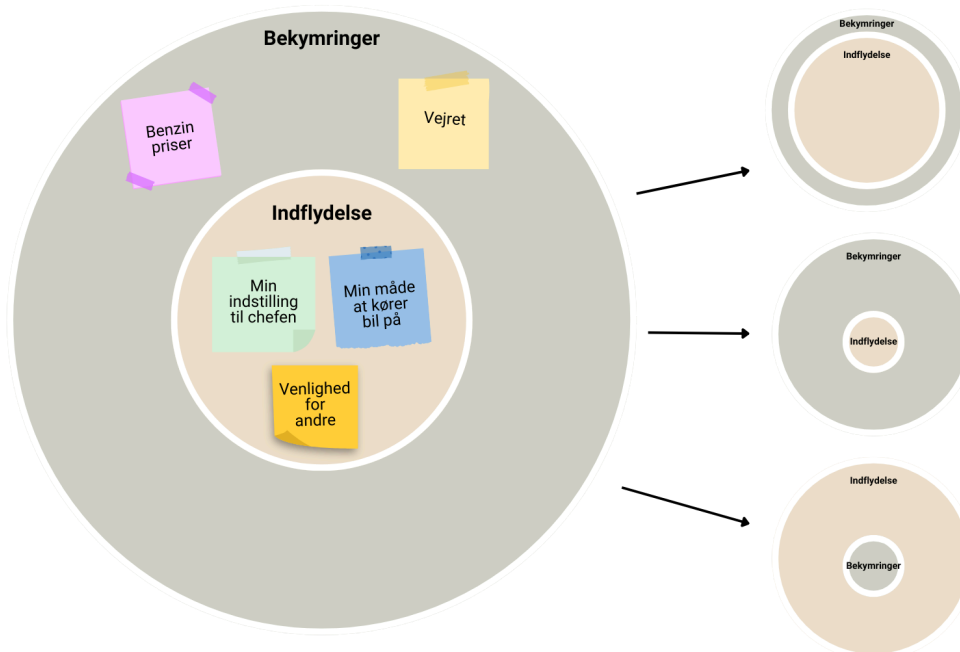 Bekymringer
Benzin
priser
Vejret
Indflydelse
Min
indstilling
til chefen
Min måde
at kører
bil på
Venlighed
for
andre
Bekymringer
Indflydelse
Bekymringer
Indflydelse
Indflydelse
Bekymringer